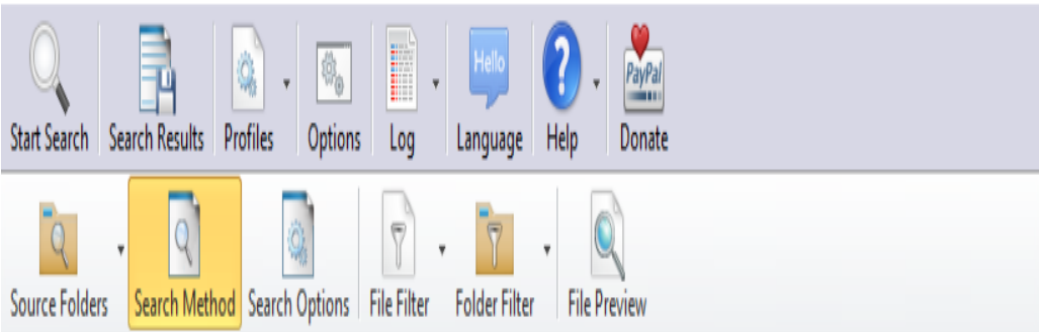 Hello
PayPal
Start Search Search Results Profiles Options Log Language Help Donate
Source Folders Search Method Search Options File Filter Folder Filter File Preview